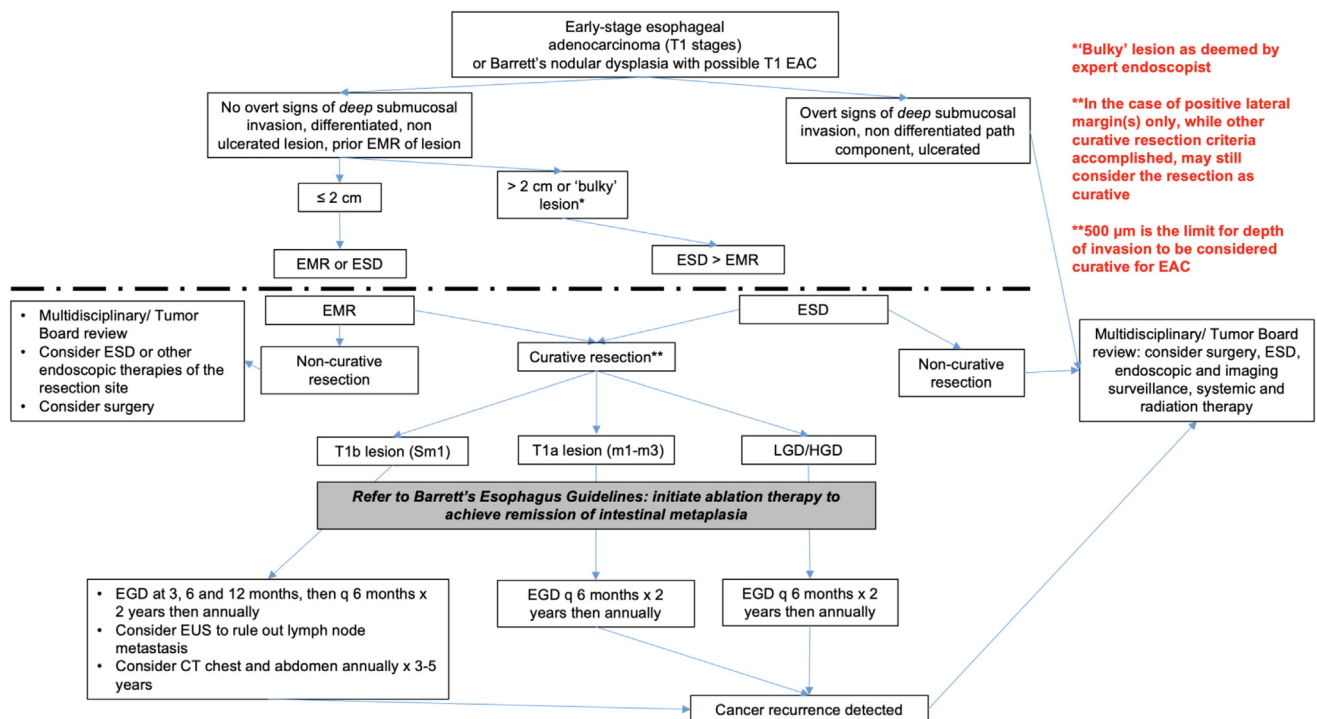 Early-stage esophageal
adenocarcinoma (T1 stages)
or Barrett's nodular dysplasia with possible T1 EAC
No overt signs of deep submucosal
invasion, differentiated, non
ulcerated lesion, prior EMR of lesion
Overt signs of deep submucosal
invasion, non differentiated path
component, ulcerated
*'Bulky' lesion as deemed by
expert endoscopist
**In the case of positive lateral
margin(s) only, while other
curative resection criteria
accomplished, may still
consider the resection as
curative
**500 µm is the limit for depth
of invasion to be considered
curative for EAC
≤ 2 cm
> 2 cm or 'bulky'
lesion*
EMR or ESD
ESD > EMR
EMR
ESD
• Multidisciplinary/ Tumor
Board review
• Consider ESD or other
endoscopic therapies of the
resection site
• Consider surgery
Non-curative
resection
Curative resection**
Non-curative
resection
Multidisciplinary/ Tumor Board
review: consider surgery, ESD,
endoscopic and imaging
surveillance, systemic and
radiation therapy
T1b lesion (Sm1)
T1a lesion (m1-m3)
LGD/HGD
Refer to Barrett's Esophagus Guidelines: initiate ablation therapy to
achieve remission of intestinal metaplasia
• EGD at 3, 6 and 12 months, then q 6 months x
2 years then annually
• Consider EUS to rule out lymph node
metastasis
• Consider CT chest and abdomen annually x 3-5
years
EGD q 6 months x 2
years then annually
EGD q 6 months x 2
years then annually
Cancer recurrence detected